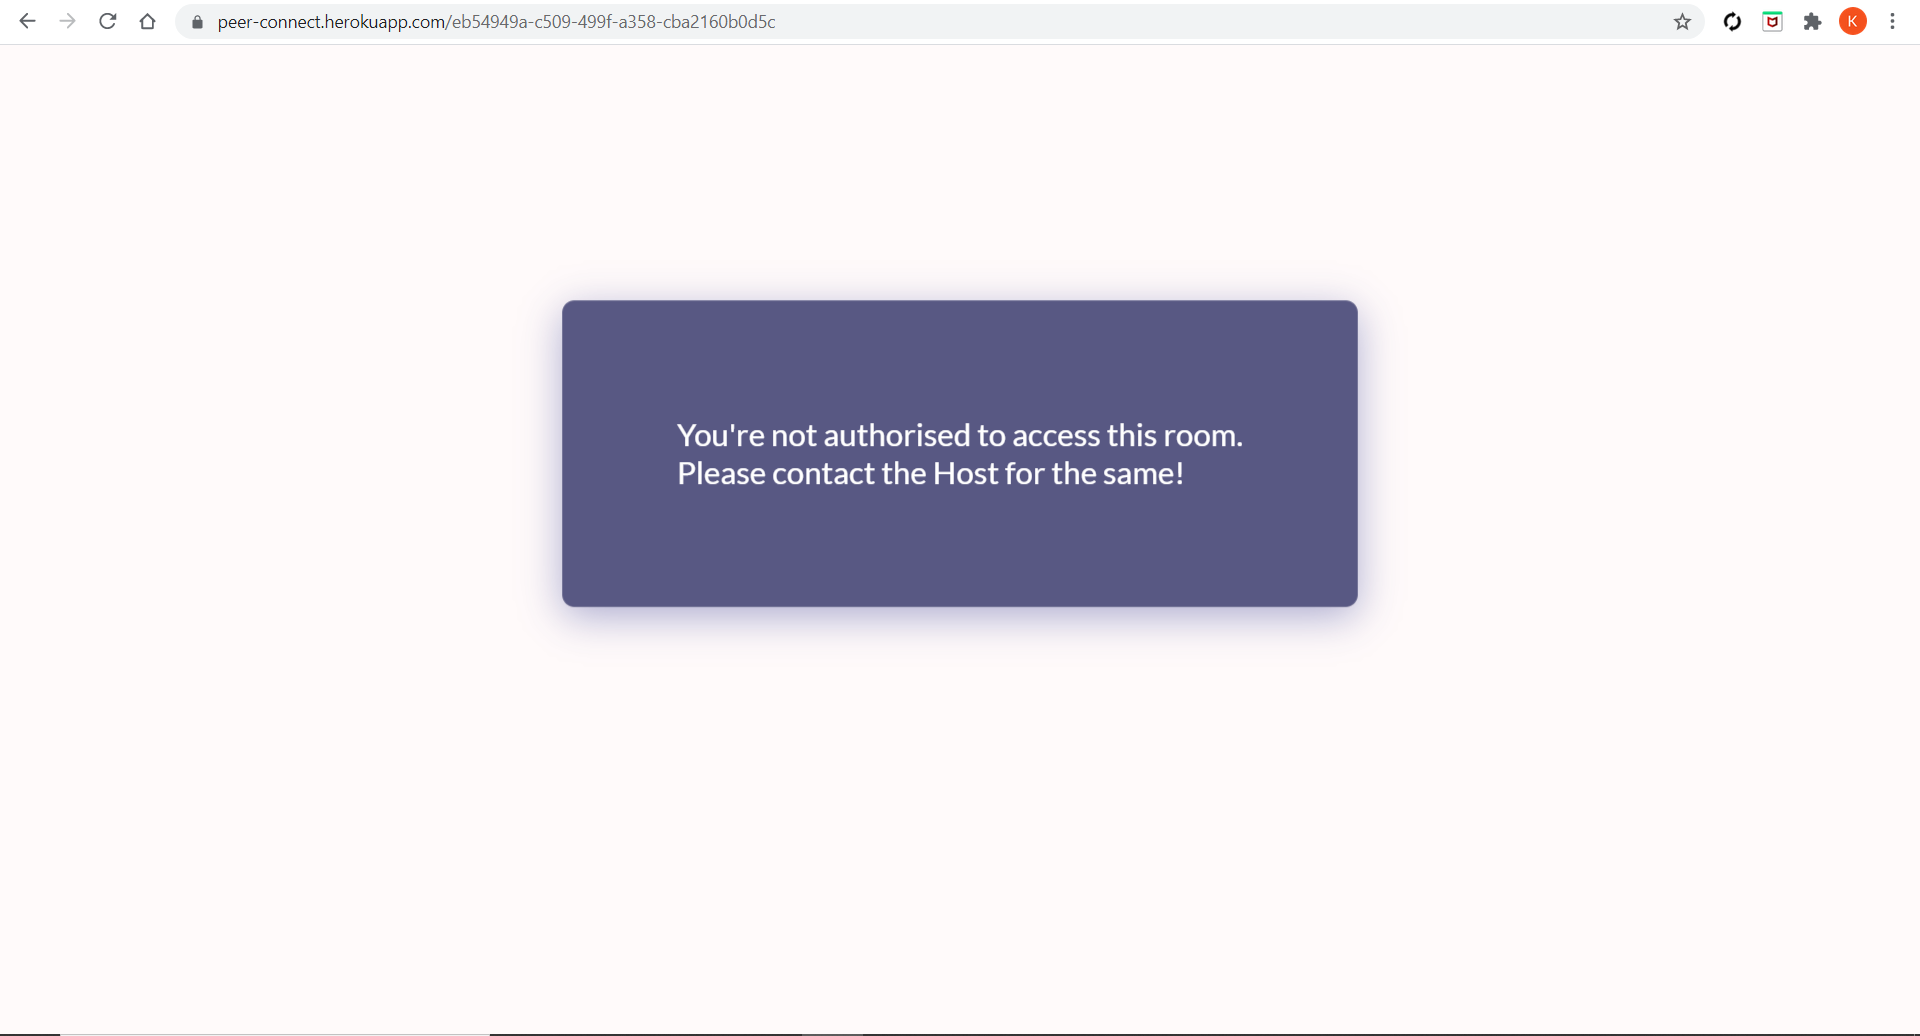 peer-connect.herokuapp.com/eb54949a-c509-499f-a358-cba2160b0d5c
K
You're not authorised to access this room.
Please contact the Host for the same!